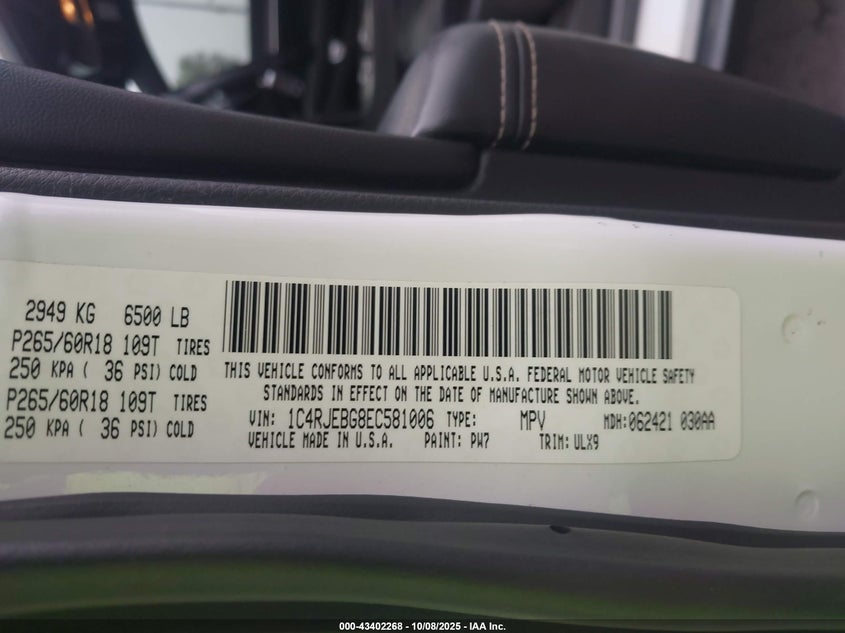 2949 KG 6500 LB
P265/60R18 109T TIRES
250 KPA ( 36 PSI) COLD
P265/60R18 109T TIRES
250 KPA ( 36 PSI) COLD
THIS VEHICLE CONFORMS TO ALL APPLICABLE U.S.A. FEDERAL MOTOR VEHICLE SAFETY
STANDARDS IN EFFECT ON THE DATE OF MANUFACTURE SHOWN ABOVE.
VIN: 1C4RJEBG8EC581006 TYPE: MPV MDH:062421 030AA
VEHICLE MADE IN U.S.A. PAINT: PW7 TRIM: ULX9
000-43402268 - 10/08/2025 - IAA Inc.